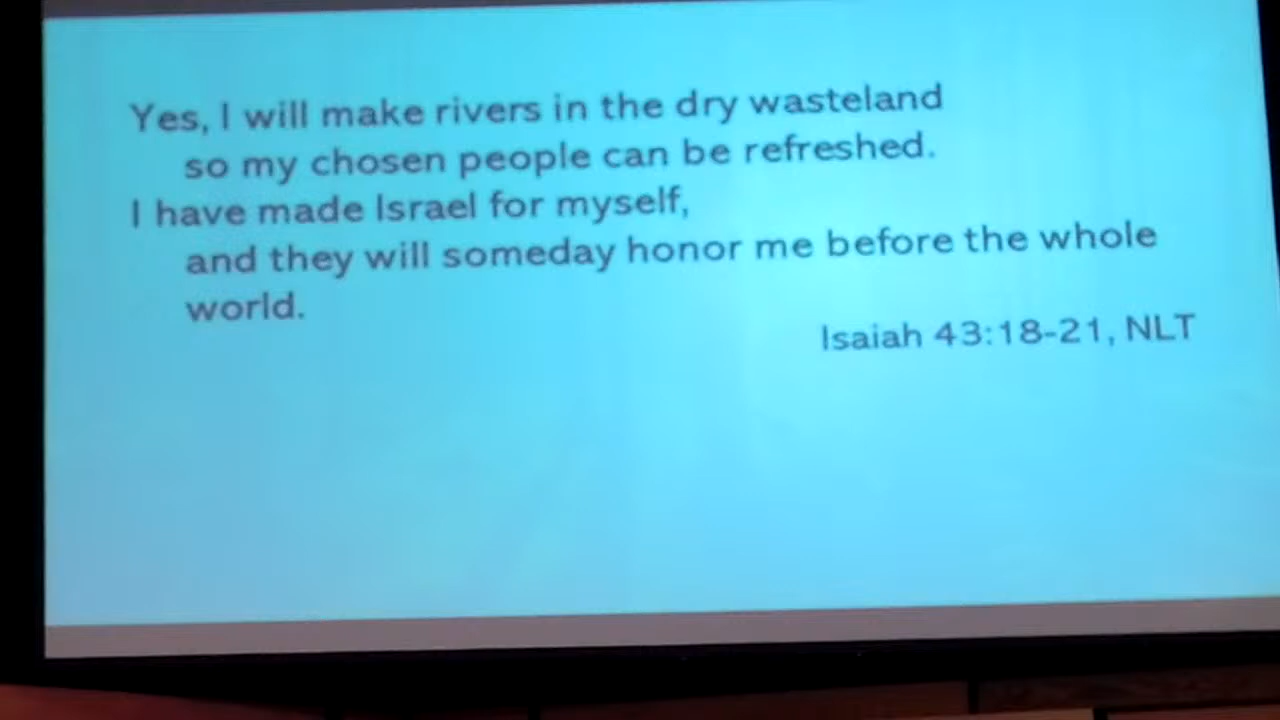 Yes, I will make rivers in the dry wasteland
so my chosen people can be refreshed.
I have made Israel for myself,
and they will someday honor me before the whole
world.
Isaiah 43:18-21, NLT